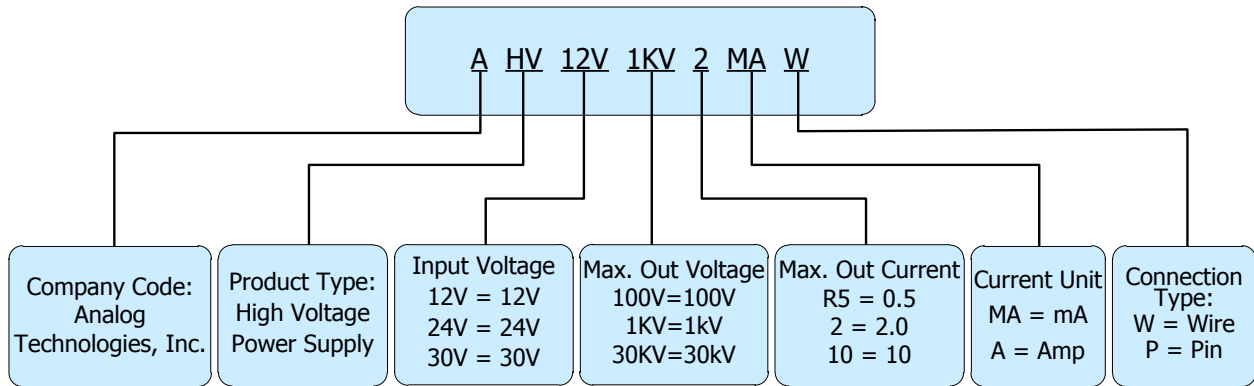 A HV 12V 1KV 2 MA W
Company Code:
Analog
Technologies, Inc.
Product Type:
High Voltage
Power Supply
Input Voltage
12V = 12V
24V = 24V
30V = 30V
Max. Out Voltage
100V=100V
1KV=1kV
30KV=30kV
Max. Out Current
R5 = 0.5
2 = 2.0
10 = 10
Current Unit
MA = mA
A = Amp
Connection
Type:
W = Wire
P = Pin